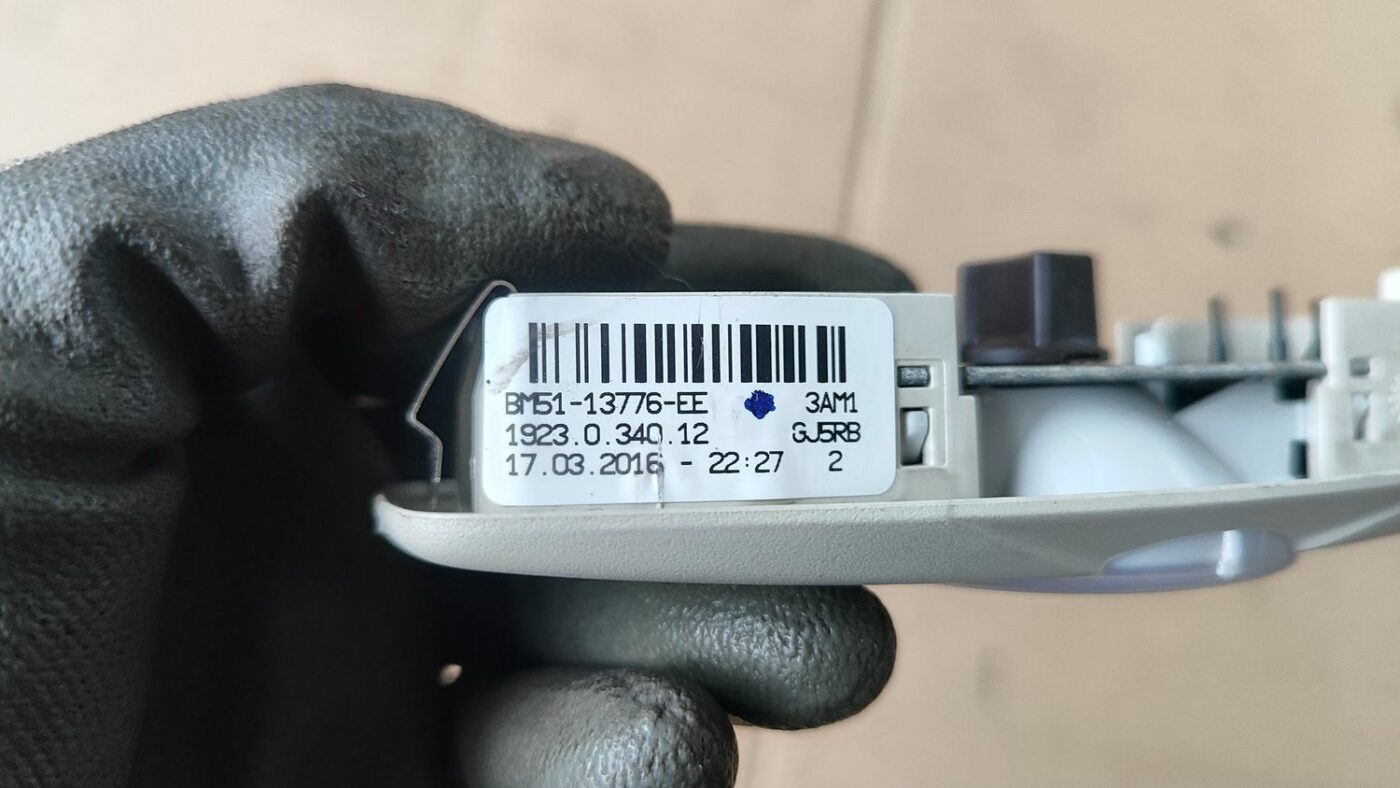 BM51-13776-EE 3AM1
1923.0.340.12 GJ5RB
17.03.2016 - 22:27 2